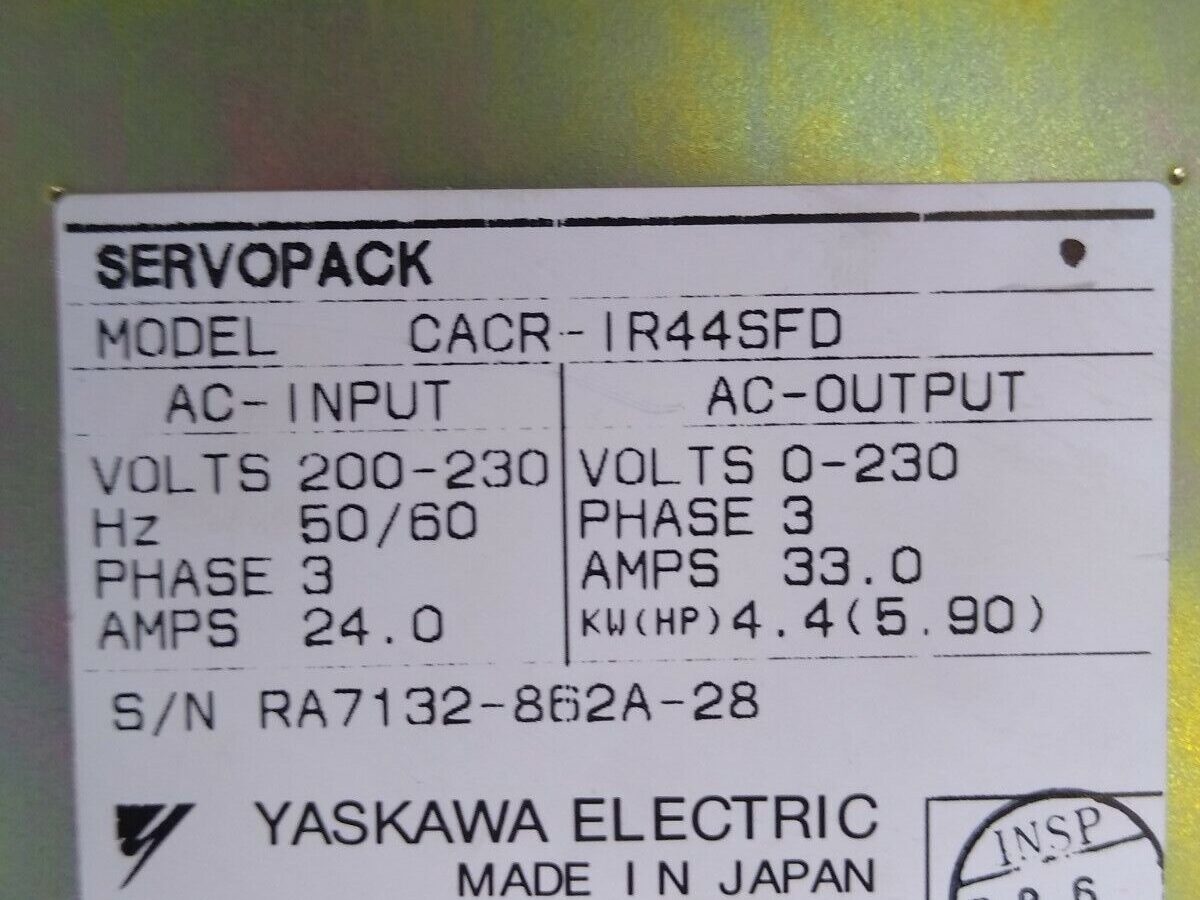 SERVOPACK
MODEL CACR-IR44SFD
AC-INPUT AC-OUTPUT
VOLTS 200-230 VOLTS 0-230
Hz 50/60 PHASE 3
PHASE 3 AMPS 33.0
AMPS 24.0 KW(HP) 4.4(5.90)
S/N RA7132-862A-28
YASKAWA ELECTRIC
MADE IN JAPAN
INSP